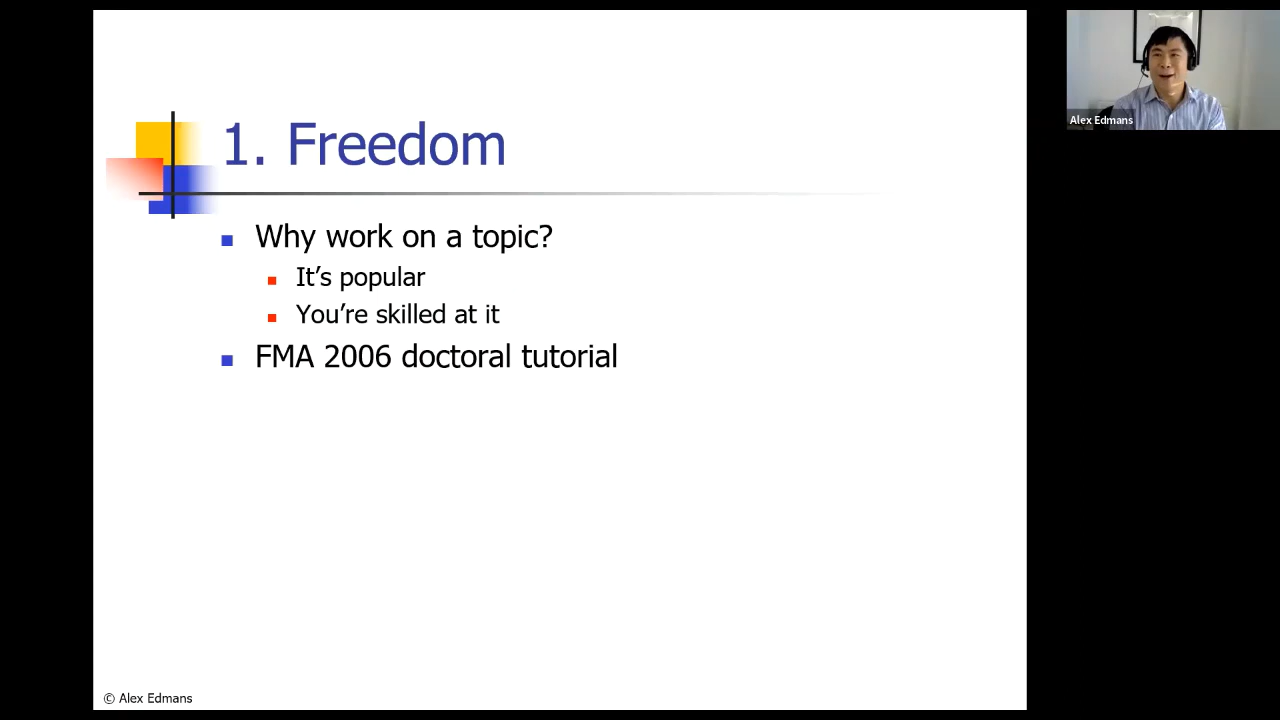 1. Freedom
Why work on a topic?
It’s popular
You’re skilled at it
FMA 2006 doctoral tutorial
© Alex Edmans
Alex Edmans